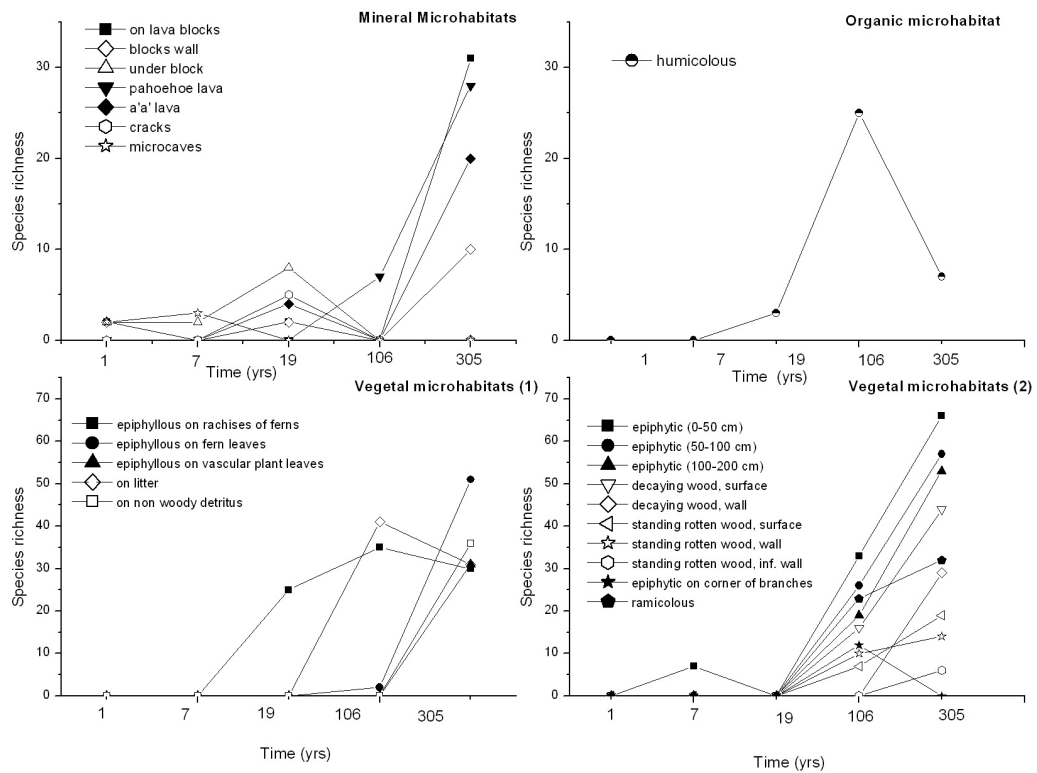 Mineral Microhabitats
on lava blocks
blocks wall
under block
pahoehoe lava
a'a' lava
cracks
microcaves
30
20
10
0
Species richness
1 7 19 106 305
Time (yrs)
Organic microhabitat
humicolous
30
20
10
0
Species richness
1 7 19 106 305
Time (yrs)
Vegetal microhabitats (1)
epiphyllous on rachises of ferns
epiphyllous on fern leaves
epiphyllous on vascular plant leaves
on litter
on non woody detritus
70
60
50
40
30
20
10
0
Species richness
1 7 19 106 305
Time (yrs)
Vegetal microhabitats (2)
epiphytic (0-50 cm)
epiphytic (50-100 cm)
epiphytic (100-200 cm)
decaying wood, surface
decaying wood, wall
standing rotten wood, surface
standing rotten wood, wall
standing rotten wood, inf. wall
epiphytic on corner of branches
ramicolous
70
60
50
40
30
20
10
0
Species richness
1 7 19 106 305
Time (yrs)